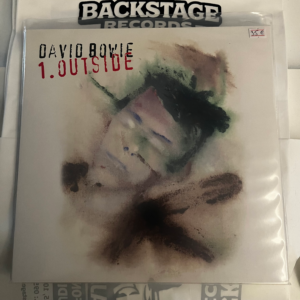 BACKSTAGE
RECORDS
DAVID BOWIE
1. OUTSIDE